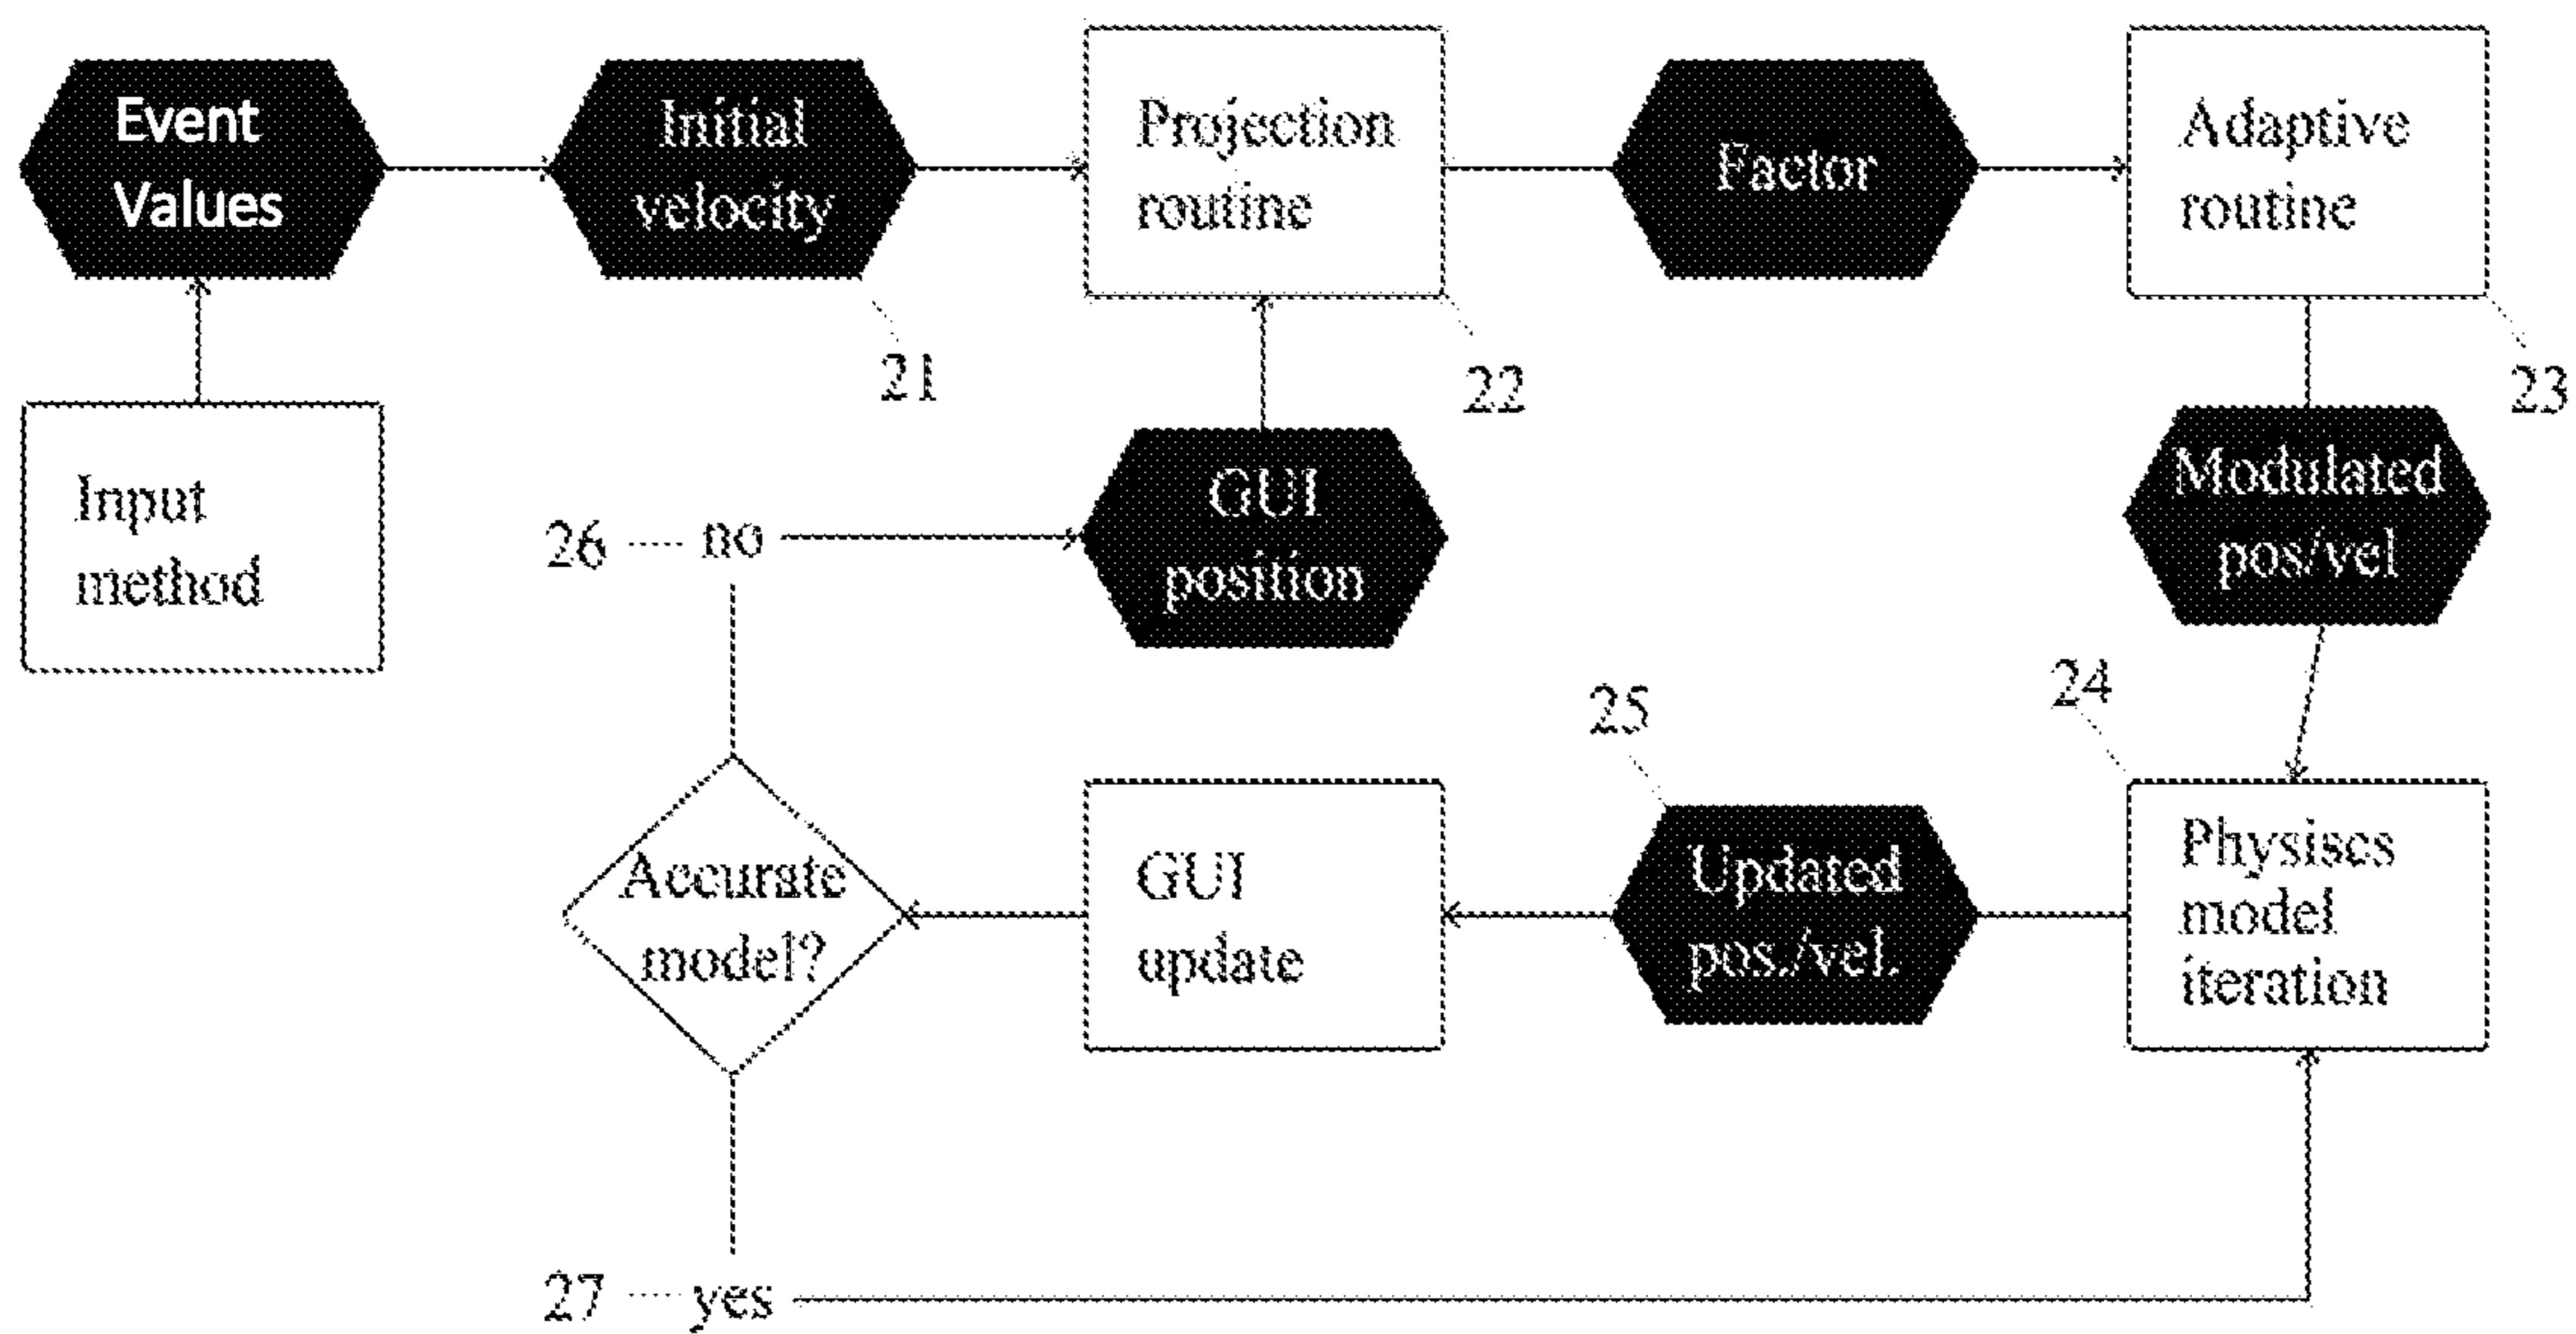 Event
Values
Initial
velocity
Projection
routine
Factor
Adaptive
routine
21
22
23
Input
method
26
no
GUI
position
Modulated
pos/vel
25
24
Accurate
model?
GUI
update
Updated
pos./vel.
Physiscs
model
iteration
27
yes